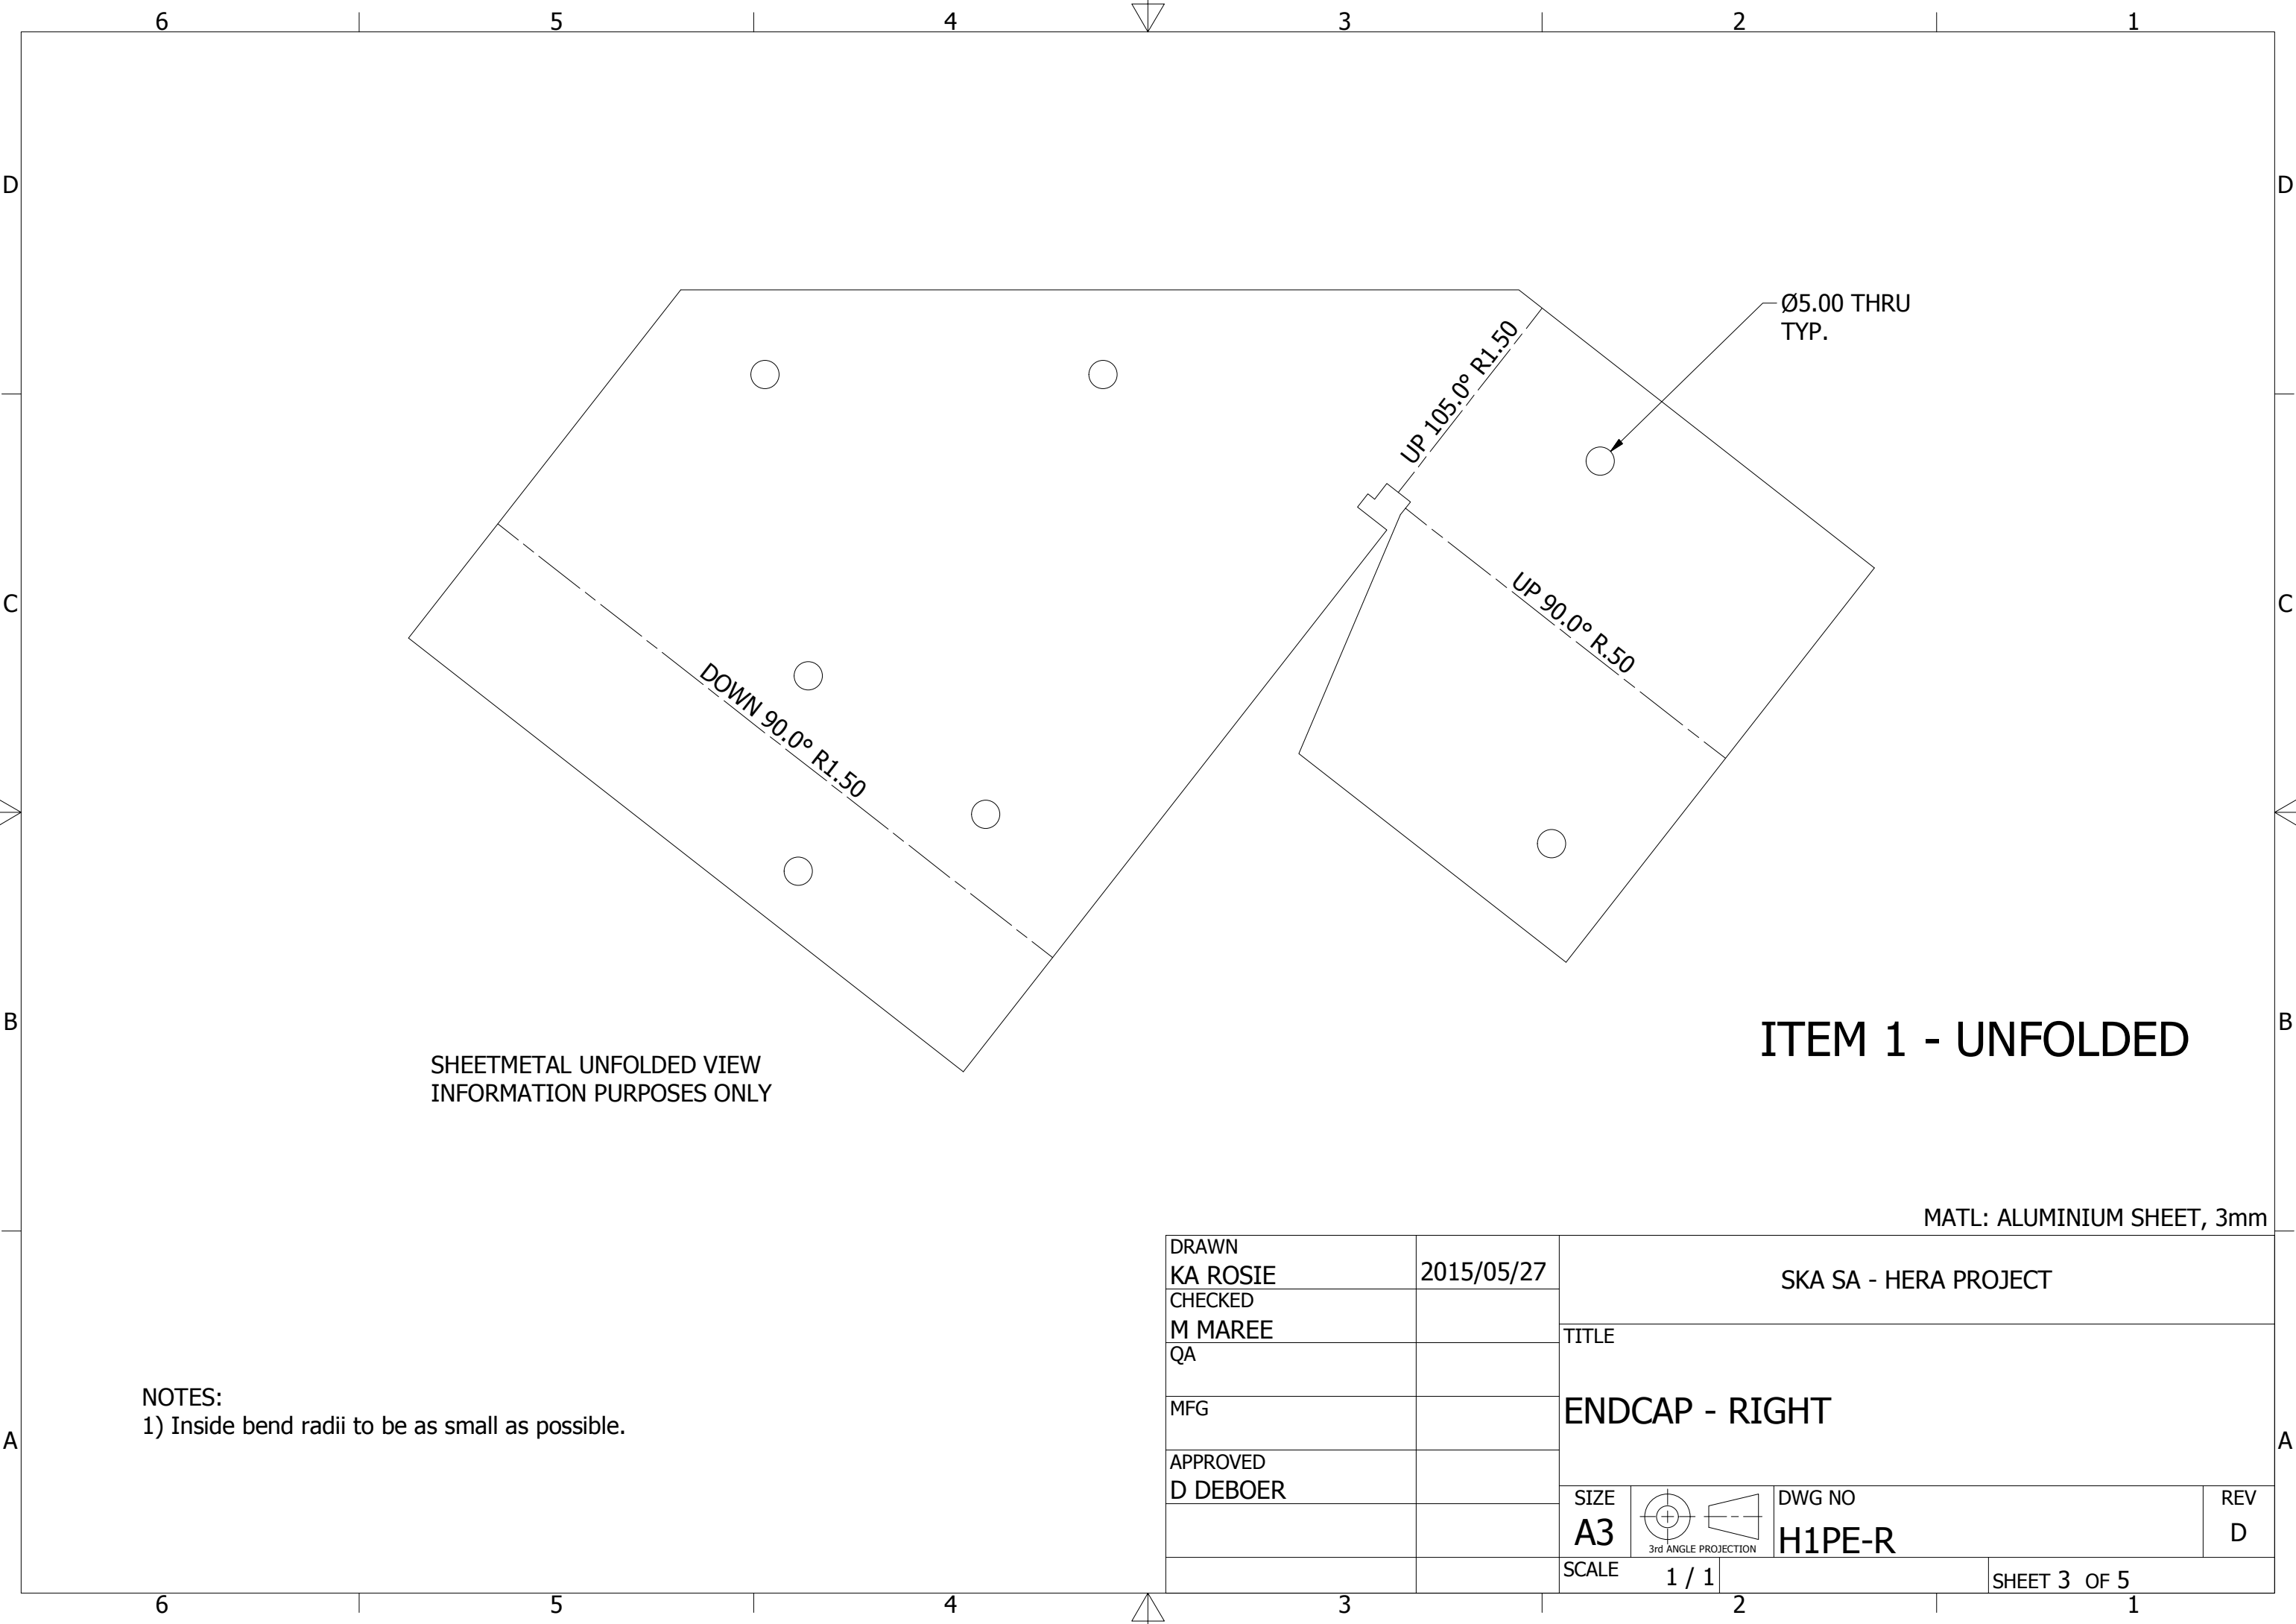 6 5 4 3 2 1
D D
Ø5.00 THRU
TYP.
UP 105.0° R1.50
C C
UP 90.0° R.50
DOWN 90.0° R1.50
B B
ITEM 1 - UNFOLDED
SHEETMETAL UNFOLDED VIEW
INFORMATION PURPOSES ONLY
MATL: ALUMINIUM SHEET, 3mm
DRAWN
KA ROSIE 2015/05/27
SKA SA - HERA PROJECT
CHECKED
M MAREE
TITLE
QA
NOTES:
1) Inside bend radii to be as small as possible.
MFG
ENDCAP - RIGHT
A A
APPROVED
D DEBOER
SIZE
A3
3rd ANGLE PROJECTION
DWG NO
H1PE-R
REV
D
SCALE 1 / 1
SHEET 3 OF 5
6 5 4 3 2 1